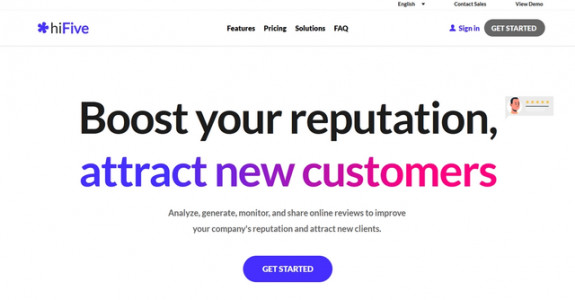 English
Contact Sales
View Demo
hiFive
Features
Pricing
Solutions
FAQ
Sign in
GET STARTED
Boost your reputation,
attract new customers
Analyze, generate, monitor, and share online reviews to improve
your company's reputation and attract new clients.
GET STARTED